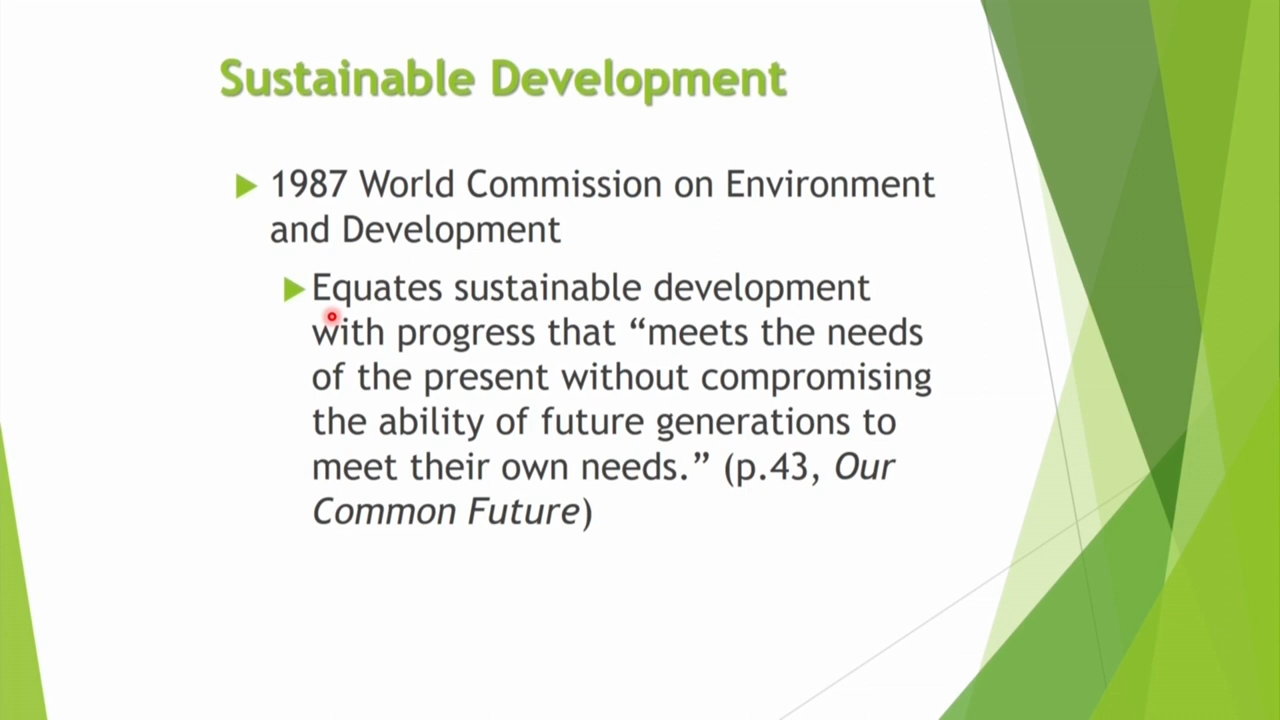 Sustainable Development
1987 World Commission on Environment
and Development
Equates sustainable development
with progress that “meets the needs
of the present without compromising
the ability of future generations to
meet their own needs.” (p.43, Our
Common Future)